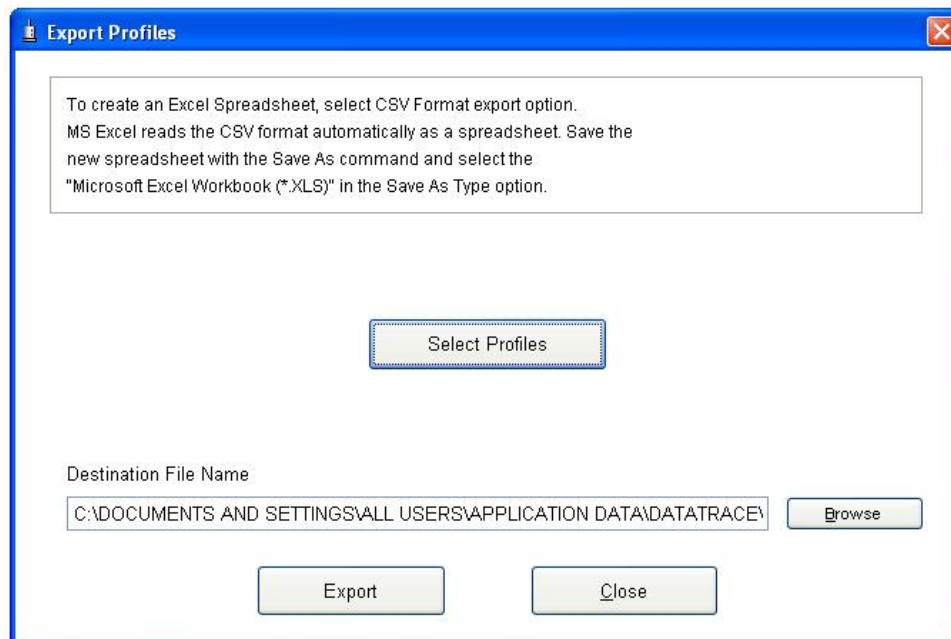 Export Profiles
To create an Excel Spreadsheet, select CSV Format export option.
MS Excel reads the CSV format automatically as a spreadsheet. Save the
new spreadsheet with the Save As command and select the
"Microsoft Excel Workbook (*.XLS)" in the Save As Type option.
Select Profiles
Destination File Name
C:\DOCUMENTS AND SETTINGS\ALL USERS\APPLICATION DATA\DATATRACE\
Browse
Export
Close